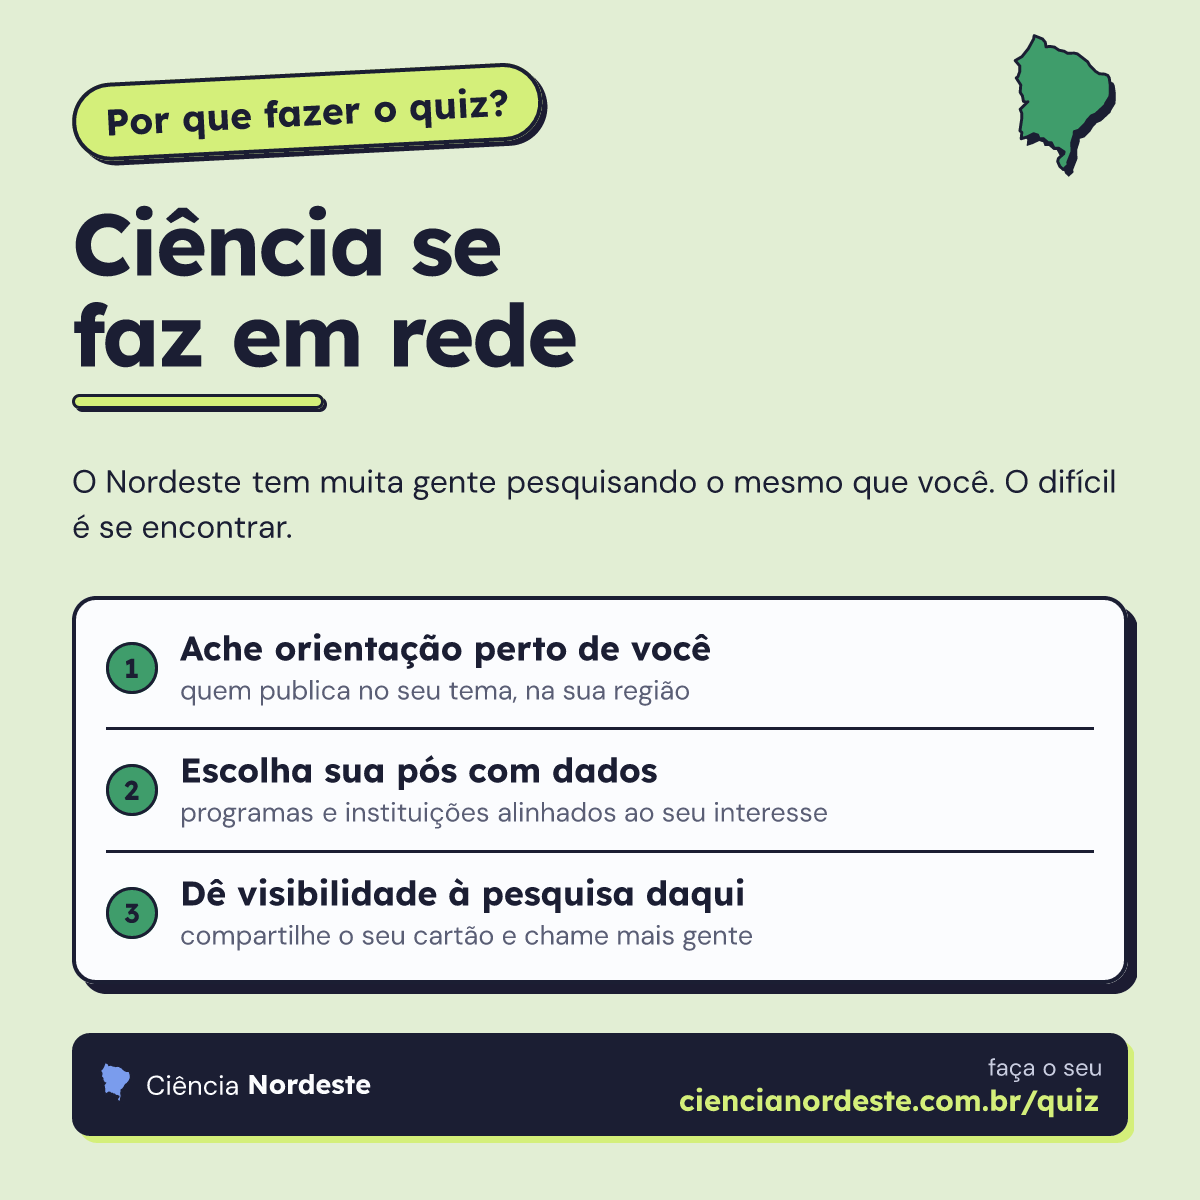 Por que fazer o quiz?
Ciência se
faz em rede
O Nordeste tem muita gente pesquisando o mesmo que você. O difícil
é se encontrar.
1
Ache orientação perto de você
quem publica no seu tema, na sua região
2
Escolha sua pós com dados
programas e instituições alinhados ao seu interesse
3
Dê visibilidade à pesquisa daqui
compartilhe o seu cartão e chame mais gente
Ciência Nordeste
faça o seu
ciencianordeste.com.br/quiz